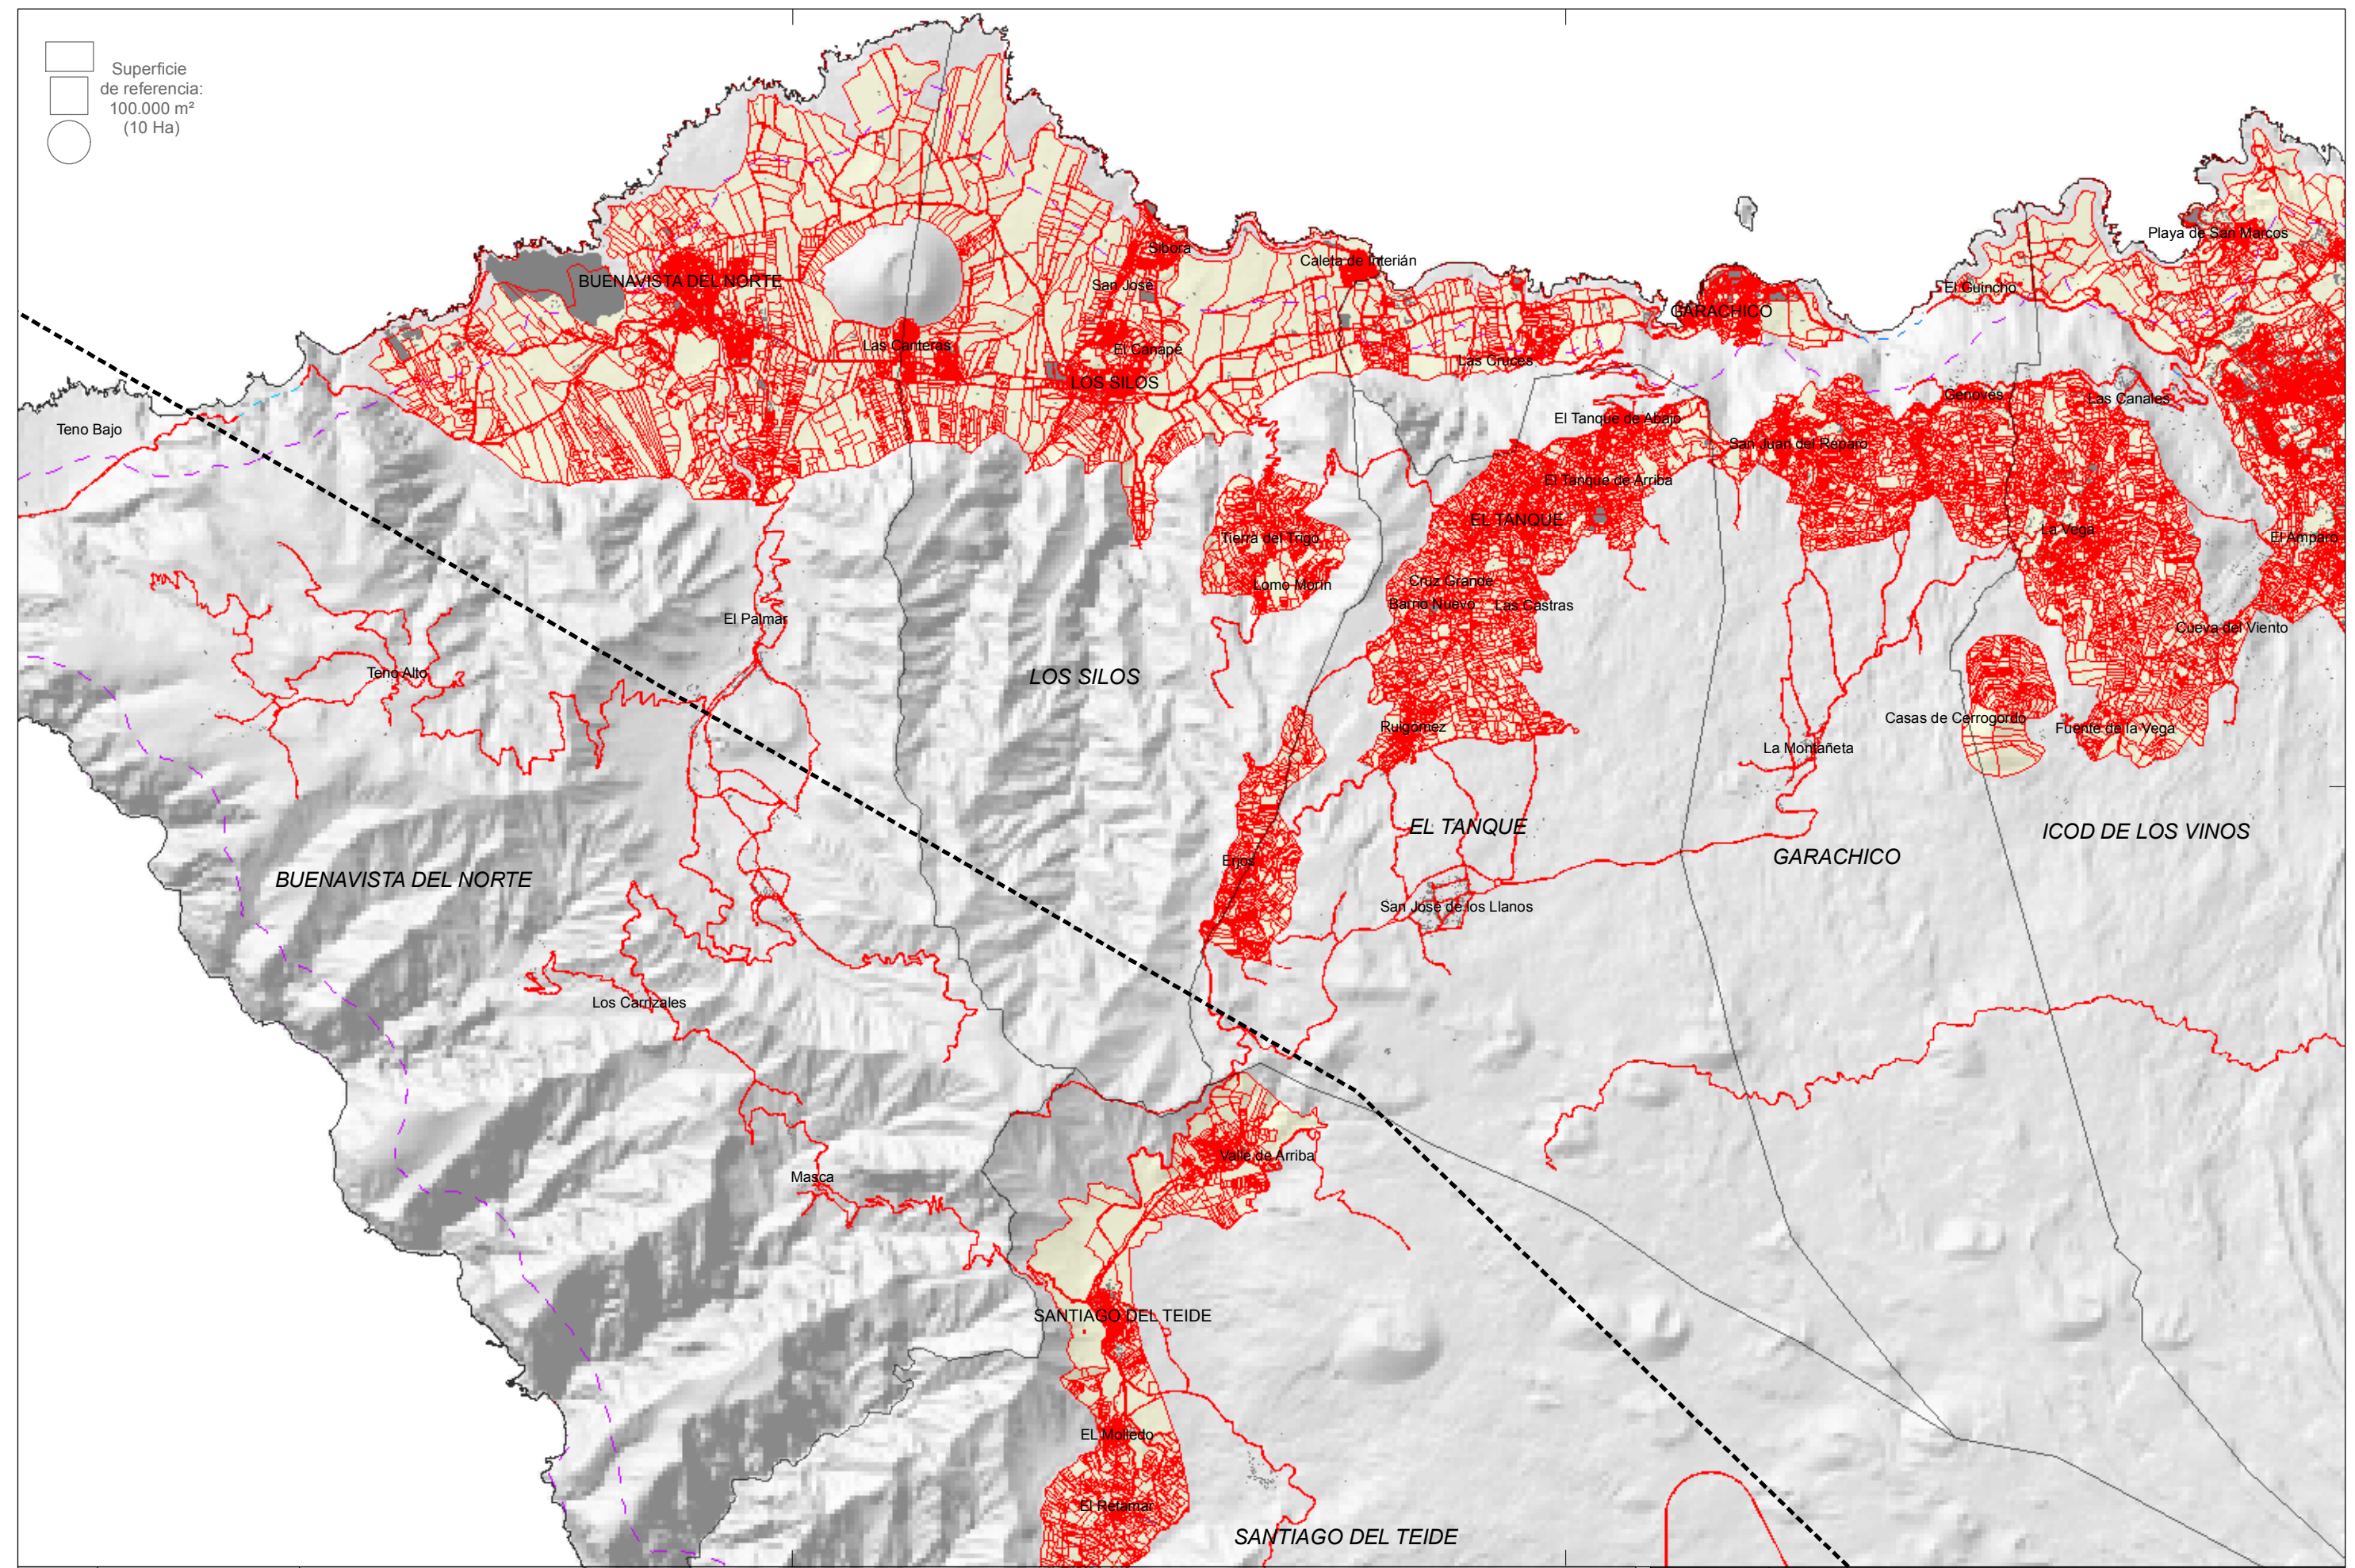 Superficie
de referencia:
100.000 m²
(10 Ha)
Playa de San Marcos
Sibora
Caleta de Interián
BUENAVISTA DEL NORTE
San José
El Guincho
GARACHICO
Las Canteras
El Canapé
Las Cruces
LOS SILOS
Genovés
Las Canales
El Tanque de Abajo
Teno Bajo
San Juan del Reparo
El Tanque de Arriba
EL TANQUE
La Vega
Tierra del Trigo
El Amparo
Cruz Grande
Lomo Morín
Barrio Nuevo
Las Castras
El Palmar
Cueva del Viento
Teno Alto
LOS SILOS
Casas de Cerrogordo
Ruigómez
Fuente de la Vega
La Montañeta
EL TANQUE
ICOD DE LOS VINOS
GARACHICO
Erjos
BUENAVISTA DEL NORTE
San José de los Llanos
Los Carrizales
Valle de Arriba
Masca
SANTIAGO DEL TEIDE
EL Molledo
El Retamar
SANTIAGO DEL TEIDE